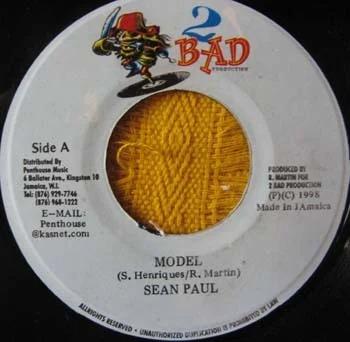 2
BAD
PRODUCTION
Side A
Distributed By
Penthouse Music
6 Ballater Ave., Kingston 10
Jamaica, W.I.
Tel: (876) 929-7746
(876) 968-1222
E-MAIL:
Penthouse
@kasnet.com
PRODUCED BY
R. MARTIN FOR
2 BAD PRODUCTION
(P)(C) 1998
Made in JAmaica
MODEL
(S. Henriques/R. Martin)
SEAN PAUL
ALLRIGHTS RESERVED • UNAUTHORIZED DUPLICATION IS PROHIBITED BY LAW